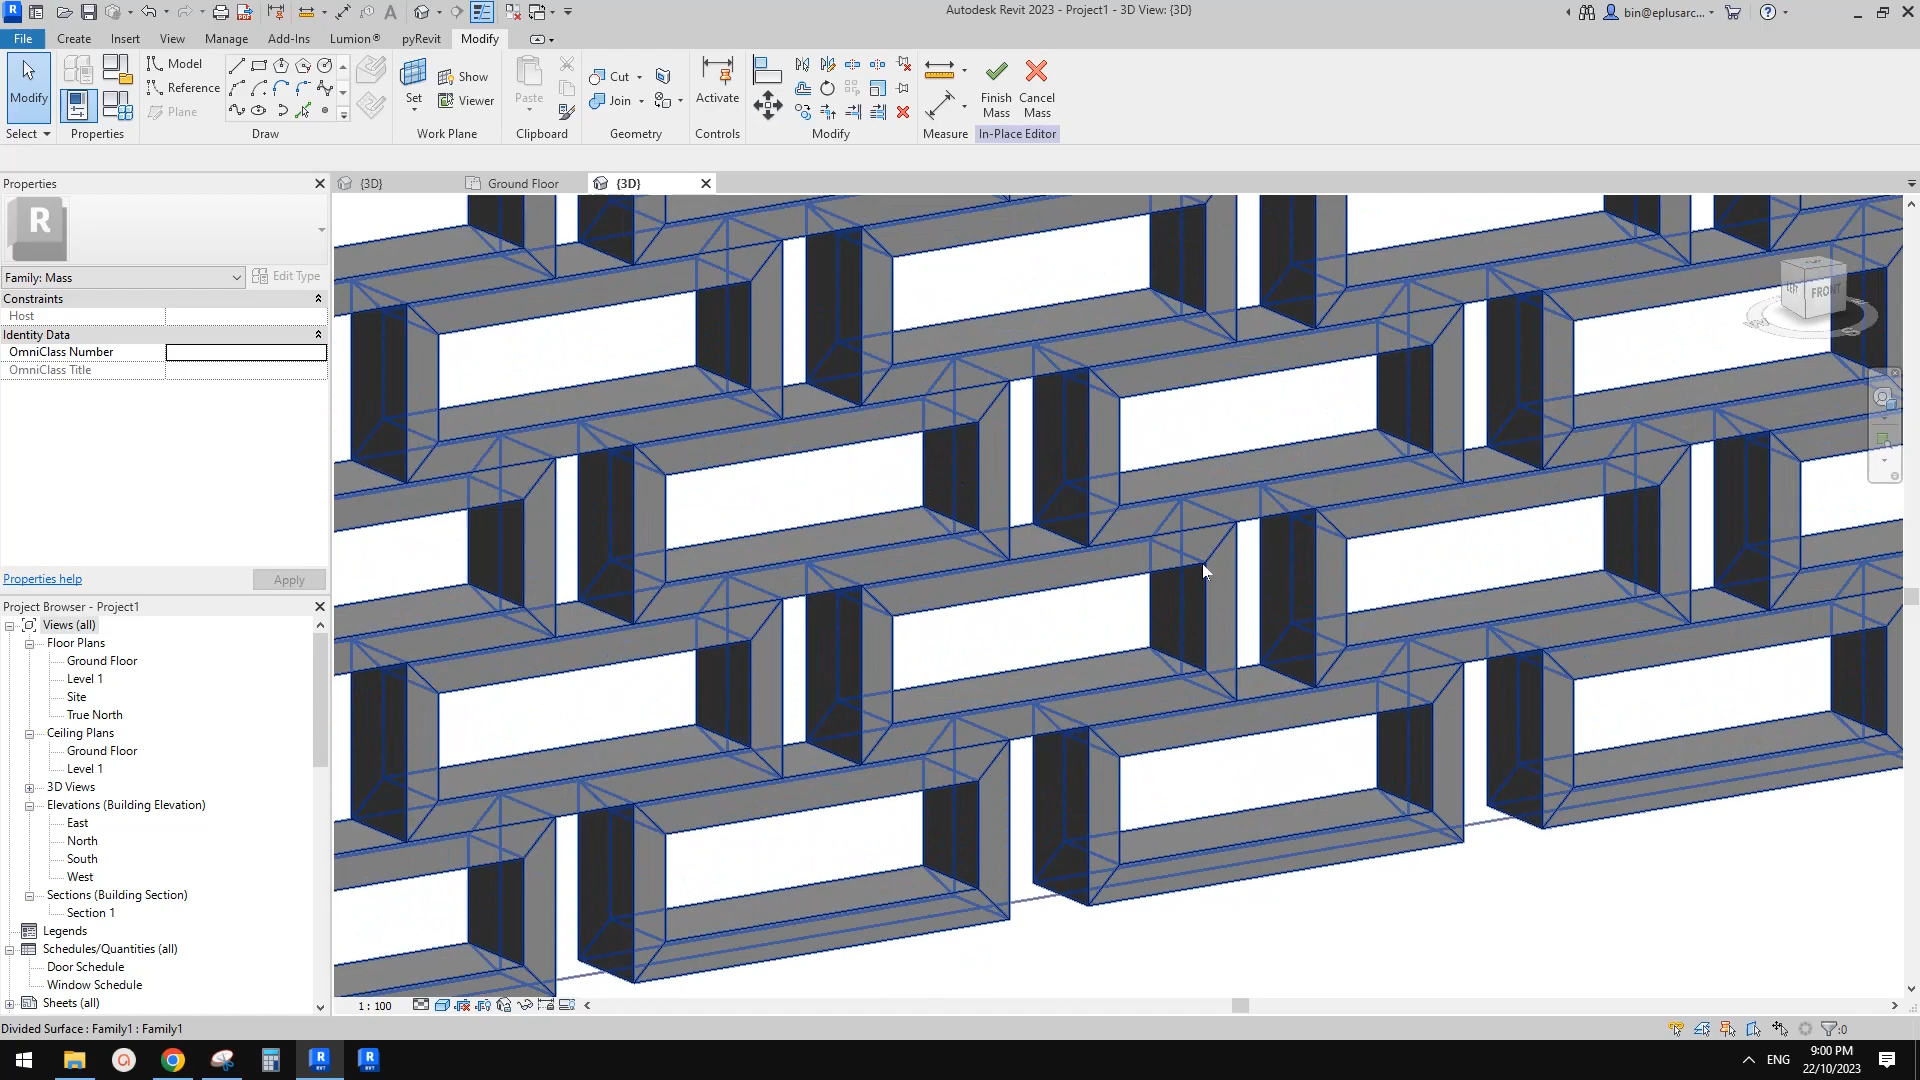 Autodesk Revit 2023 - Project1 - 3D View: {3D}
bin@eplusarc...
File
Create
Insert
View
Manage
Add-Ins
Lumion®
pyRevit
Modify
Modify
Select
Properties
Model
Reference
Plane
Draw
Set
Show
Viewer
Work Plane
Paste
Clipboard
Cut
Join
Geometry
Activate
Controls
Modify
Measure
Finish
Mass
Cancel
Mass
In-Place Editor
Properties
{3D}
Ground Floor
{3D}
R
Family: Mass
Edit Type
Constraints
Host
Identity Data
OmniClass Number
OmniClass Title
Properties help
Apply
LEFT
FRONT
Project Browser - Project1
Views (all)
Floor Plans
Ground Floor
Level 1
Site
True North
Ceiling Plans
Ground Floor
Level 1
3D Views
Elevations (Building Elevation)
East
North
South
West
Sections (Building Section)
Section 1
Legends
Schedules/Quantities (all)
Door Schedule
Window Schedule
Sheets (all)
1 : 100
Divided Surface : Family1 : Family1
:0
R
RVT
R
RVT
ENG
9:00 PM
22/10/2023